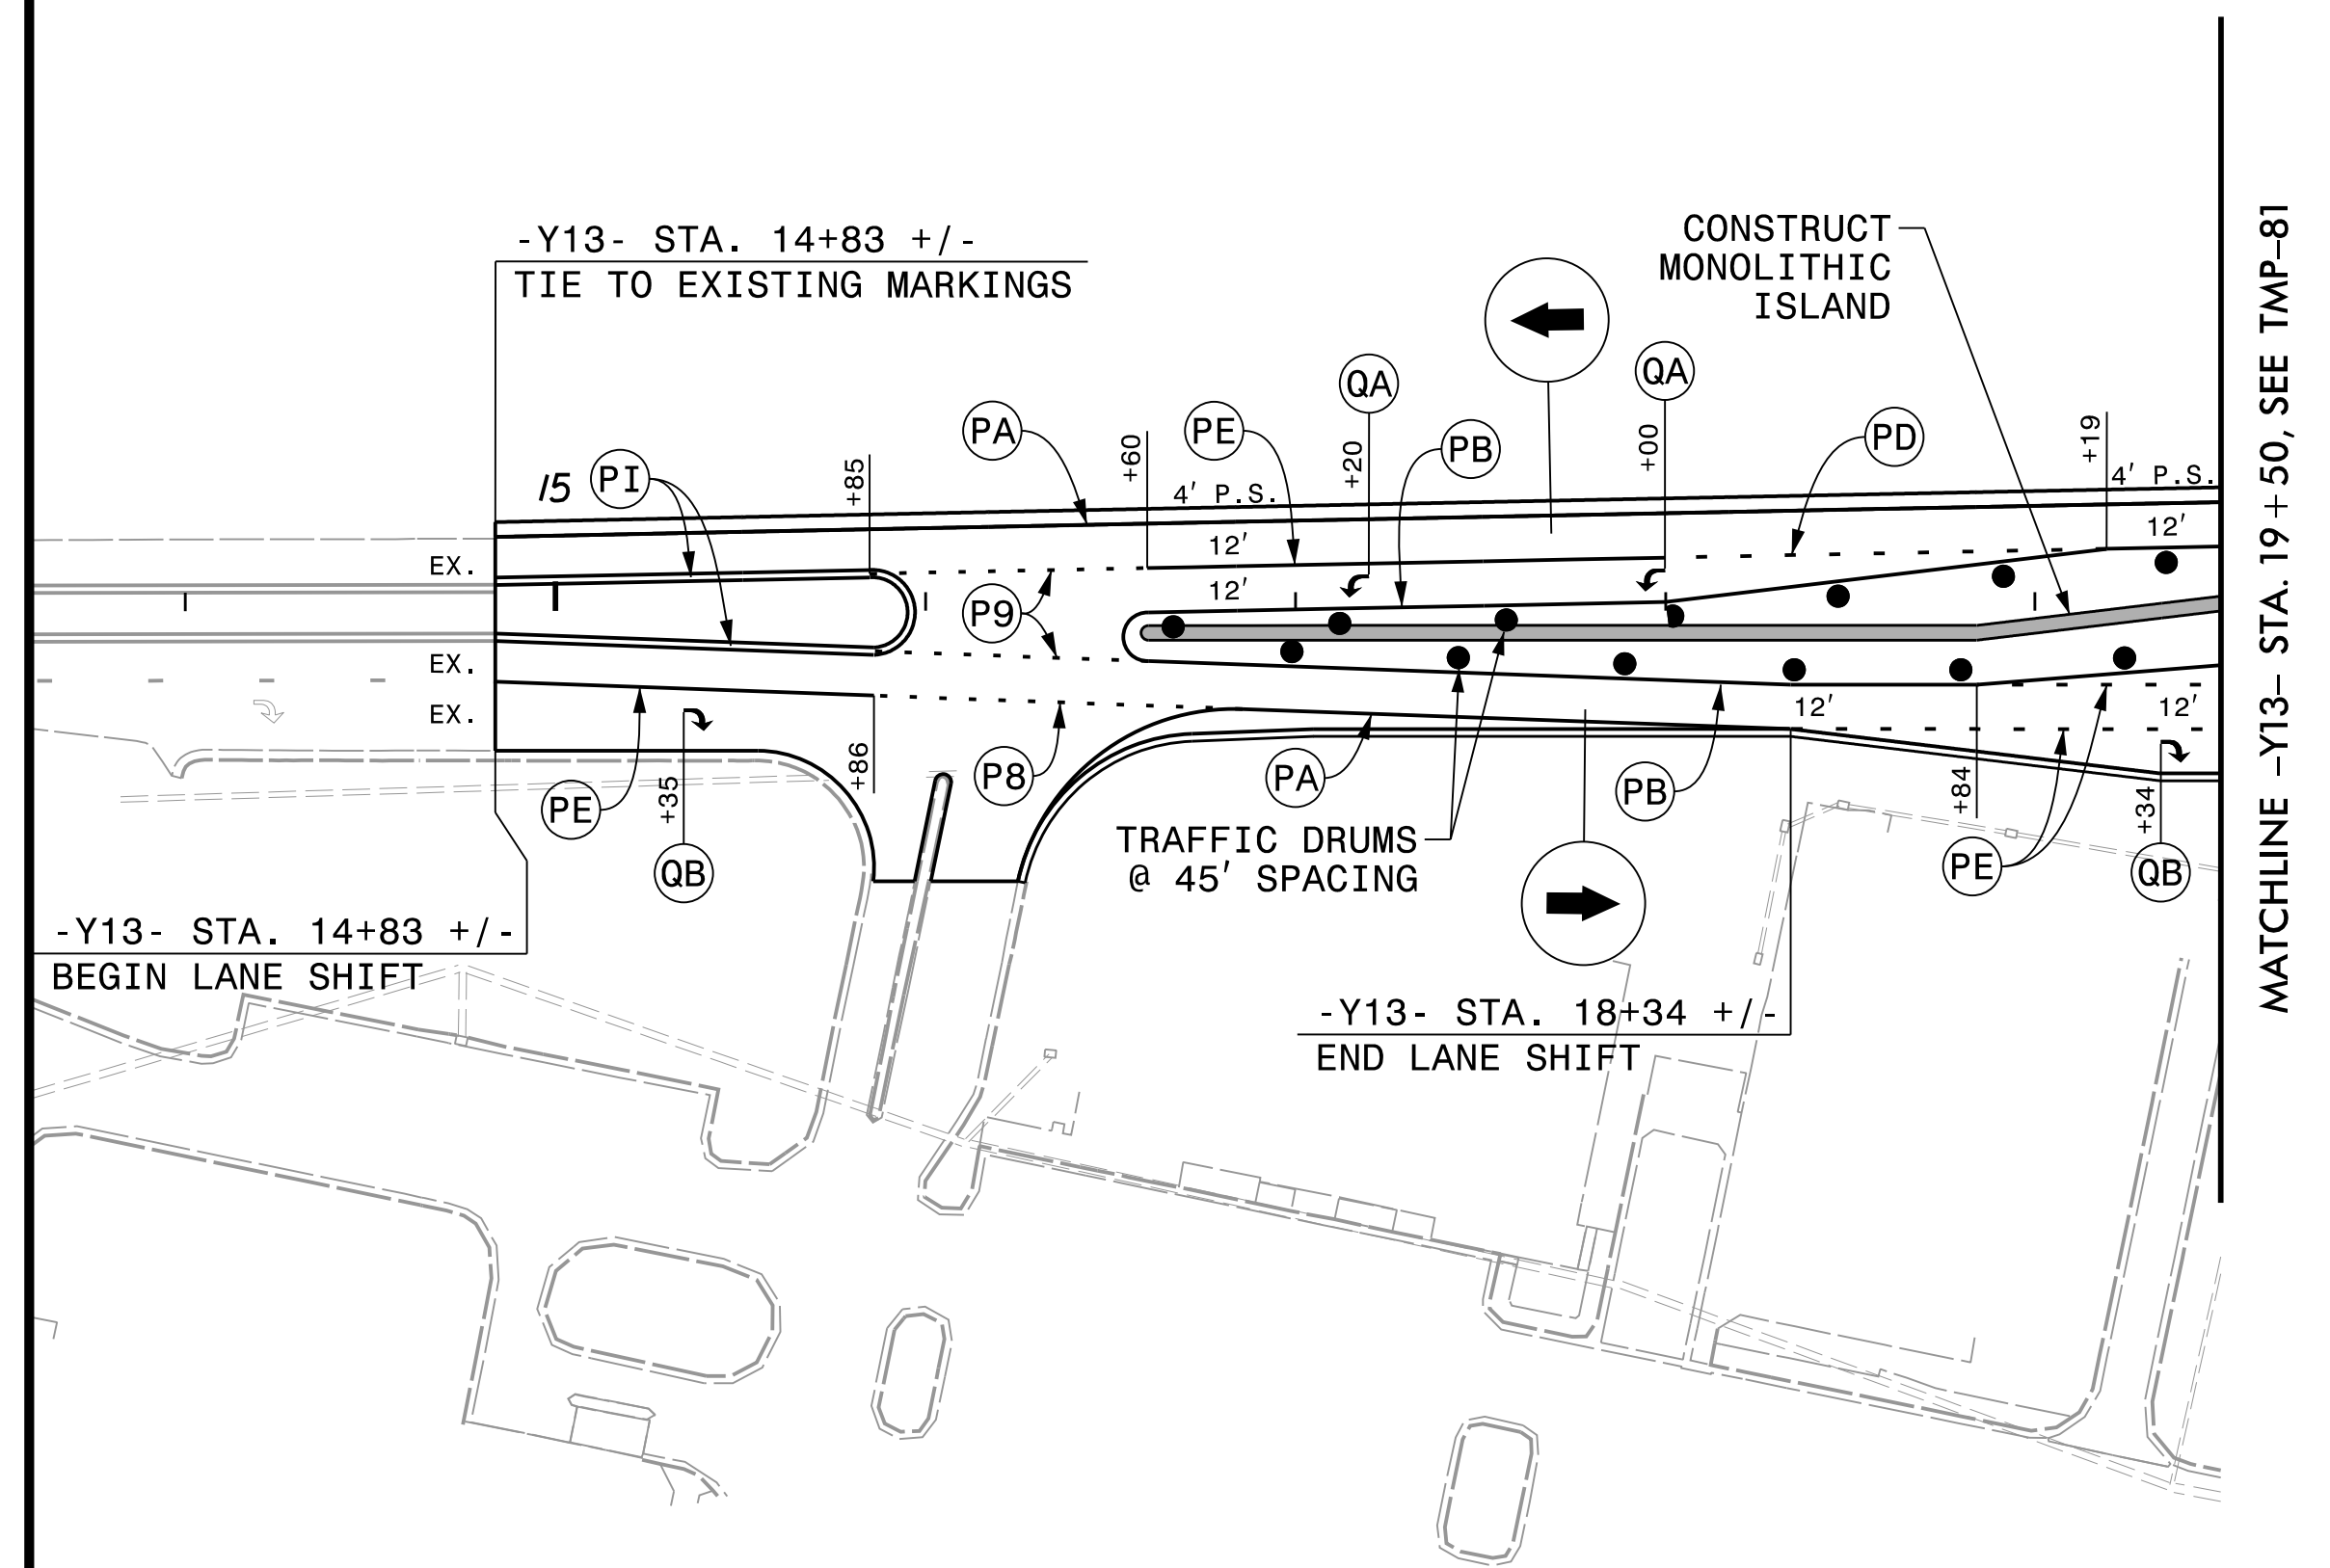 -Y13- STA. 14+83 +/-
TIE TO EXISTING MARKINGS
CONSTRUCT
MONOLITHIC
ISLAND
QA
QA
PA
PE
PB
PD
15
PI
+85
+60
+20
+00
+19
4' P.S.
4' P.S.
12'
12'
12'
EX.
EX.
EX.
P9
12'
12'
P8
PE
+35
+86
QB
PA
PB
+84
+34
PE
QB
TRAFFIC DRUMS
@ 45' SPACING
-Y13- STA. 14+83 +/-
BEGIN LANE SHIFT
-Y13- STA. 18+34 +/-
END LANE SHIFT
MATCHLINE -Y13- STA. 19+50, SEE TMP-81